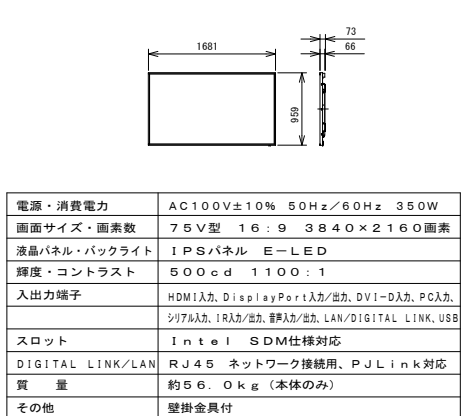 73
66
1681
959
電源・消費電力 AC100V±10% 50Hz/60Hz 350W
画面サイズ・画素数 75V型 16:9 3840×2160画素
液晶パネル・バックライト IPSパネル E-LED
輝度・コントラスト 500cd 1100:1
入出力端子 HDMI入力、DisplayPort入力/出力、DVI-D入力、PC入力、
シリアル入力、IR入力/出力、音声入力/出力、LAN/DIGITAL LINK、USB
スロット Intel SDM仕様対応
DIGITAL LINK/LAN RJ45 ネットワーク接続用、PJLink対応
質 量 約56.0kg(本体のみ)
その他 壁掛金具付